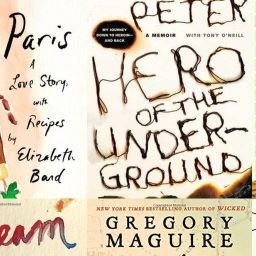 Paris
A
Love Story,
with
Recipes
by
Elizabeth
Bard
PETER
MY JOURNEY
DOWN TO HEROIN—
AND BACK
A MEMOIR WITH TONY O'NEILL
HERO
OF THE
UNDER-
GROUND
eam
NEW YORK TIMES BESTSELLING AUTHOR OF WICKED
GREGORY
MAGUIRE